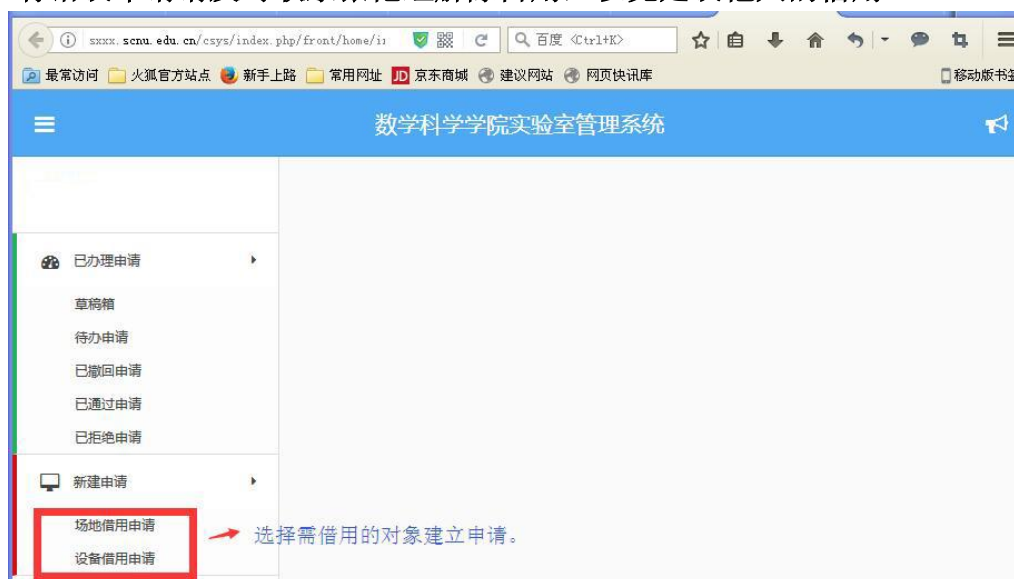 sxxx.scnu.edu.cn/csys/index.php/front/home/i
百度 <Ctrl+K>
最常访问 火狐官方站点 新手上路 常用网址 JD 京东商城 建议网站 网页快讯库 移动版书签
数学科学学院实验室管理系统
已办理申请
草稿箱
待办申请
已撤回申请
已通过申请
已拒绝申请
新建申请
场地借用申请
选择需借用的对象建立申请。
设备借用申请